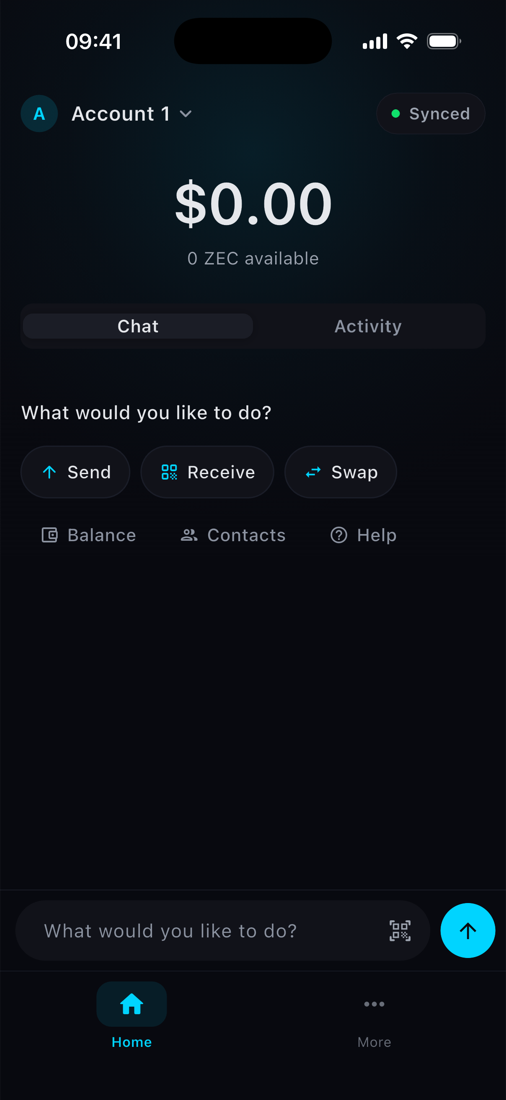 09:41
A Account 1 Synced
$0.00
0 ZEC available
Chat Activity
What would you like to do?
Send Receive Swap
Balance Contacts Help
What would you like to do?
Home More